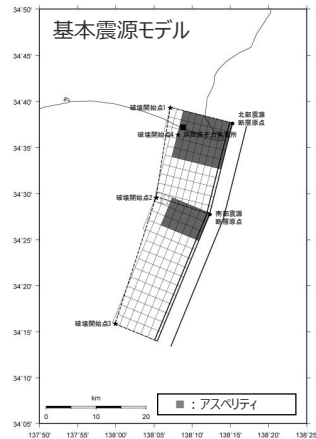 基本震源モデル
34˚50'
34˚45'
34˚40'
34˚35'
34˚30'
34˚25'
34˚20'
34˚15'
34˚10'
34˚05'
破壊開始点1
北部震源
断層原点
破壊開始点4
浜岡原子力発電所
破壊開始点2
南部震源
断層原点
破壊開始点3
km
0 10 20
■ : アスペリティ
137˚50' 137˚55' 138˚00' 138˚05' 138˚10' 138˚15' 138˚20' 138˚25'